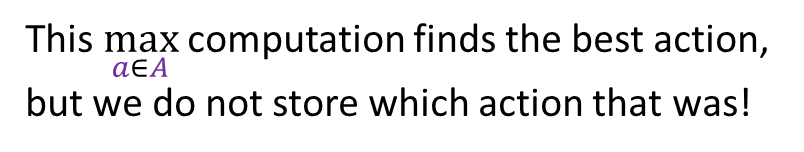 This max computation finds the best action,
a∈A
but we do not store which action that was!